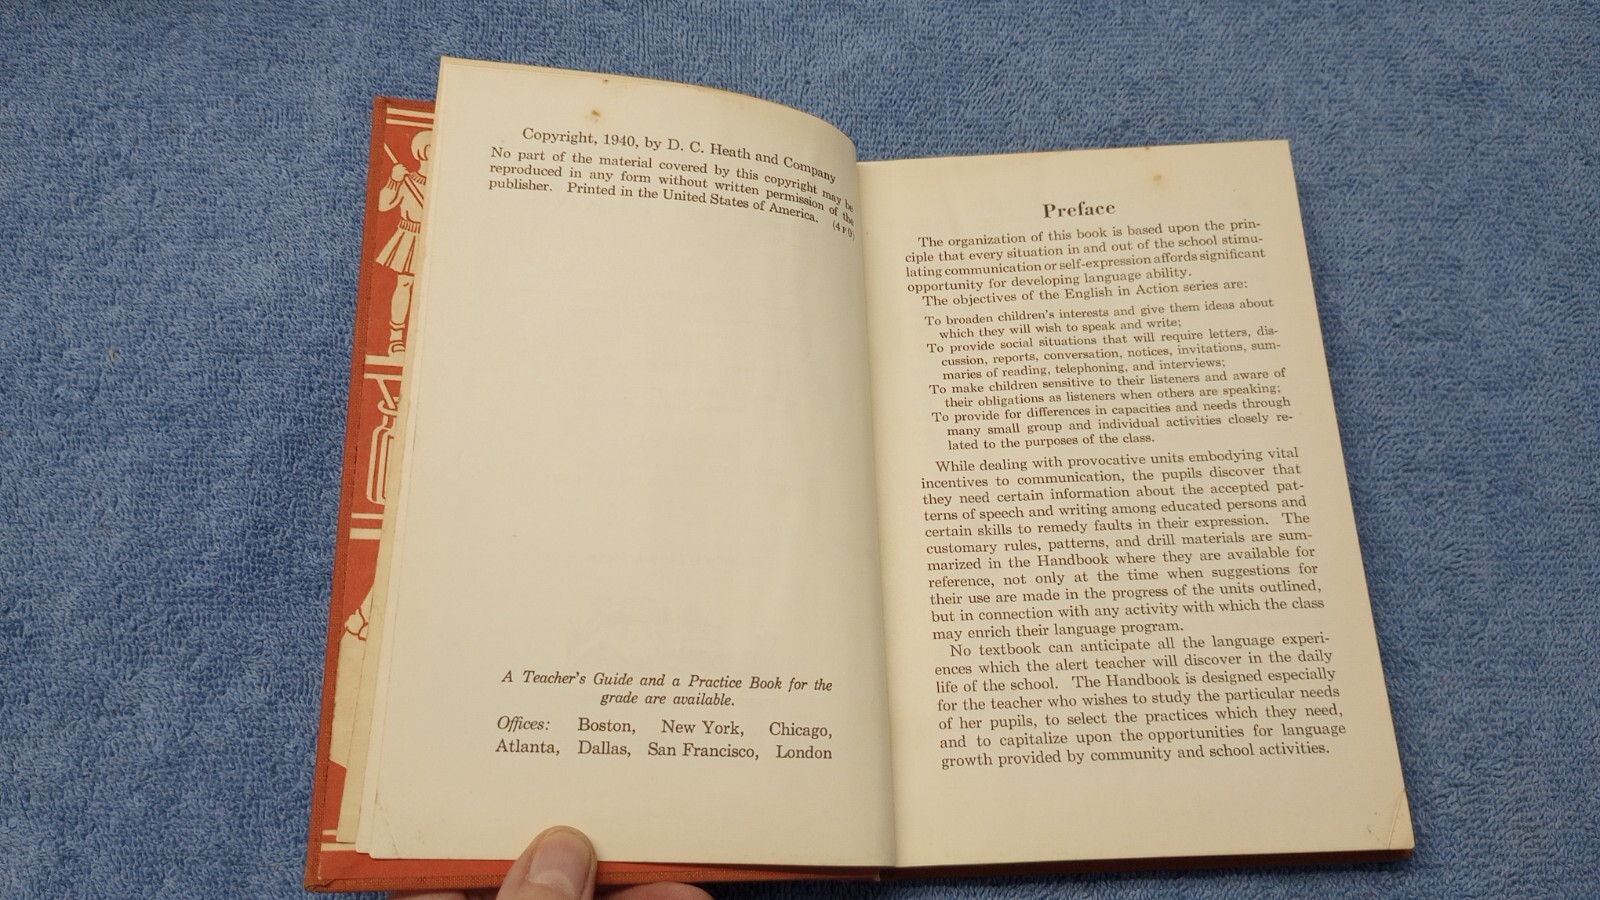 Copyright, 1940, by D. C. Heath and Company
No part of the material covered by this copyright may be
reproduced in any form without written permission of the
publisher. Printed in the United States of America. (4 F 0)
A Teacher's Guide and a Practice Book for the
grade are available.
Offices: Boston, New York, Chicago,
Atlanta, Dallas, San Francisco, London
Preface
The organization of this book is based upon the prin-
ciple that every situation in and out of the school stimu-
lating communication or self-expression affords significant
opportunity for developing language ability.
The objectives of the English in Action series are:
To broaden children's interests and give them ideas about
which they will wish to speak and write;
To provide social situations that will require letters, dis-
cussion, reports, conversation, notices, invitations, sum-
maries of reading, telephoning, and interviews;
To make children sensitive to their listeners and aware of
their obligations as listeners when others are speaking;
To provide for differences in capacities and needs through
many small group and individual activities closely re-
lated to the purposes of the class.
While dealing with provocative units embodying vital
incentives to communication, the pupils discover that
they need certain information about the accepted pat-
terns of speech and writing among educated persons and
certain skills to remedy faults in their expression. The
customary rules, patterns, and drill materials are sum-
marized in the Handbook where they are available for
reference, not only at the time when suggestions for
their use are made in the progress of the units outlined,
but in connection with any activity with which the class
may enrich their language program.
No textbook can anticipate all the language experi-
ences which the alert teacher will discover in the daily
life of the school. The Handbook is designed especially
for the teacher who wishes to study the particular needs
of her pupils, to select the practices which they need,
and to capitalize upon the opportunities for language
growth provided by community and school activities.